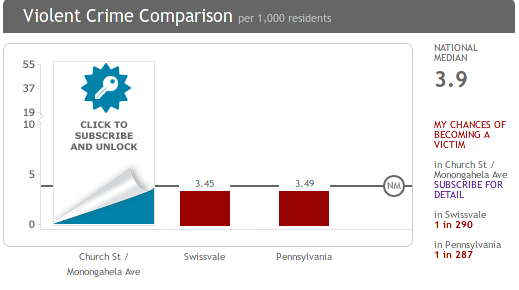 Violent Crime Comparison per 1,000 residents
55
37
19
10
5
0
CLICK TO
SUBSCRIBE
AND UNLOCK
3.45
3.49
NM
Church St /
Monongahela Ave
Swissvale
Pennsylvania
NATIONAL
MEDIAN
3.9
MY CHANCES OF
BECOMING A
VICTIM
in Church St /
Monongahela Ave
SUBSCRIBE FOR
DETAIL
in Swissvale
1 in 290
in Pennsylvania
1 in 287